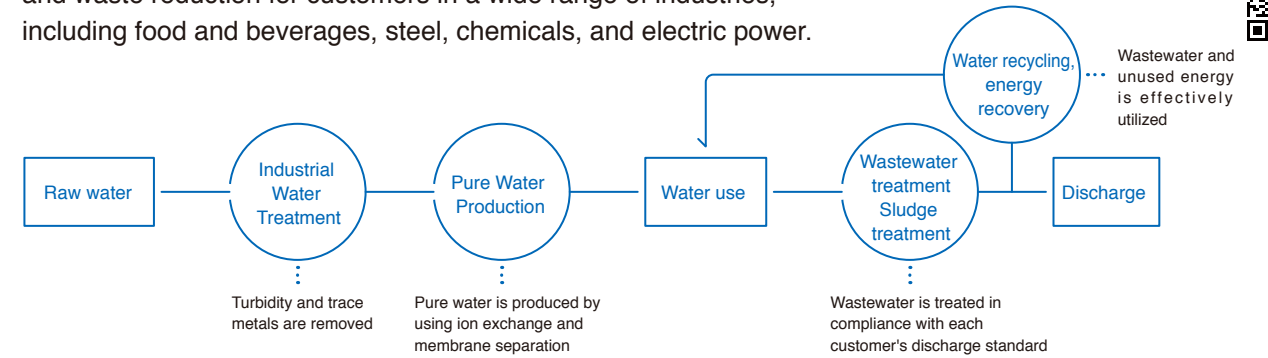 including food and beverages, steel, chemicals, and electric power.
Water recycling,
energy
recovery
Wastewater and
unused energy
is effectively
utilized
Raw water
Industrial
Water
Treatment
Pure Water
Production
Water use
Wastewater
treatment
Sludge
treatment
Discharge
Turbidity and trace
metals are removed
Pure water is produced by
using ion exchange and
membrane separation
Wastewater is treated in
compliance with each
customer's discharge standard